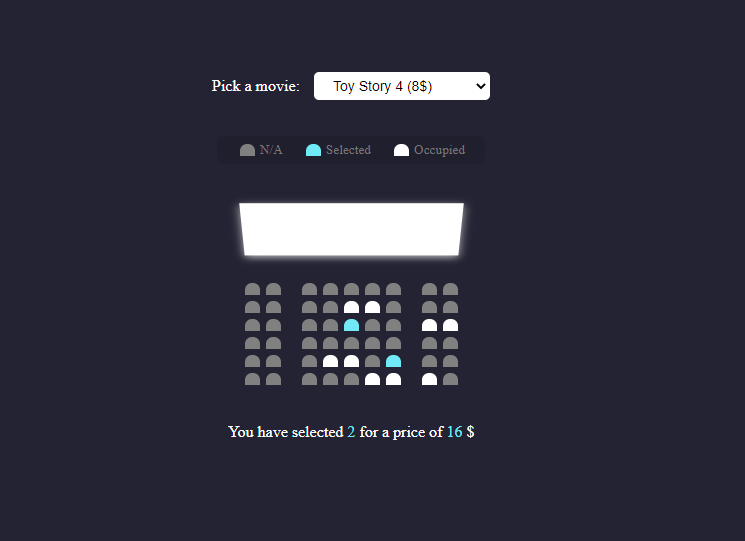 Pick a movie: Toy Story 4 (8$)
N/A Selected Occupied
You have selected 2 for a price of 16 $